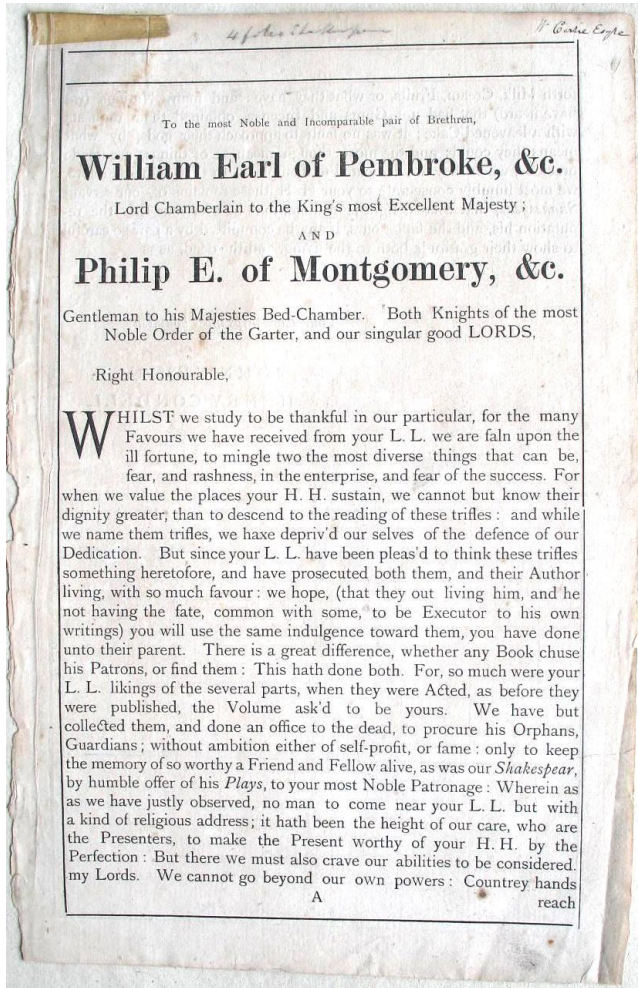 4 folio Shakespeare
To the most Noble and Incomparable pair of Brethren,
William Earl of Pembroke, &c.
Lord Chamberlain to the King's most Excellent Majesty;
AND
Philip E. of Montgomery, &c.
Gentleman to his Majesties Bed-Chamber. Both Knights of the most
Noble Order of the Garter, and our singular good LORDS,
Right Honourable,
WHILST we study to be thankful in our particular, for the many
Favours we have received from your L. L. we are faln upon the
ill fortune, to mingle two the most diverse things that can be,
fear, and rashness, in the enterprise, and fear of the success. For
when we value the places your H. H. sustain, we cannot but know their
dignity greater, than to descend to the reading of these trifles : and while
we name them trifles, we haxe depriv'd our selves of the defence of our
Dedication. But since your L. L. have been pleas'd to think these trifles
something heretofore, and have prosecuted both them, and their Author
living, with so much favour : we hope, (that they out living him, and he
not having the fate, common with some, to be Executor to his own
writings) you will use the same indulgence toward them, you have done
unto their parent. There is a great difference, whether any Book chuse
his Patrons, or find them : This hath done both. For, so much were your
L. L. likings of the several parts, when they were Acted, as before they
were published, the Volume ask'd to be yours. We have but
collected them, and done an office to the dead, to procure his Orphans,
Guardians ; without ambition either of self-profit, or fame : only to keep
the memory of so worthy a Friend and Fellow alive, as was our Shakespear,
by humble offer of his Plays, to your most Noble Patronage : Wherein as
as we have justly observed, no man to come near your L. L. but with
a kind of religious address; it hath been the height of our care, who are
the Presenters, to make the Present worthy of your H. H. by the
Perfection : But there we must also crave our abilities to be considered.
my Lords. We cannot go beyond our own powers : Countrey hands
A
reach